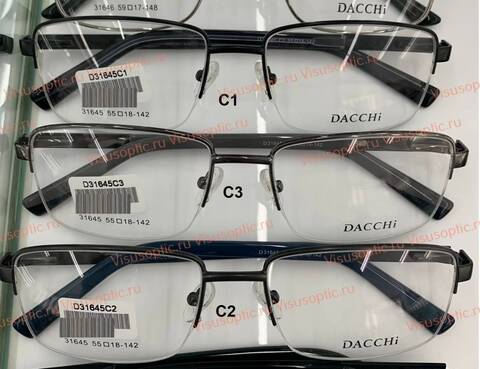 31646 59□17-148
DACCHi
D31645C1
31645 55□18-142
C1
DACCHi
D31645C3
31645 55□18-142
C3
DACCHi
D31645C2
31645 55□18-142
C2
DACCHi
Visusoptic.ru